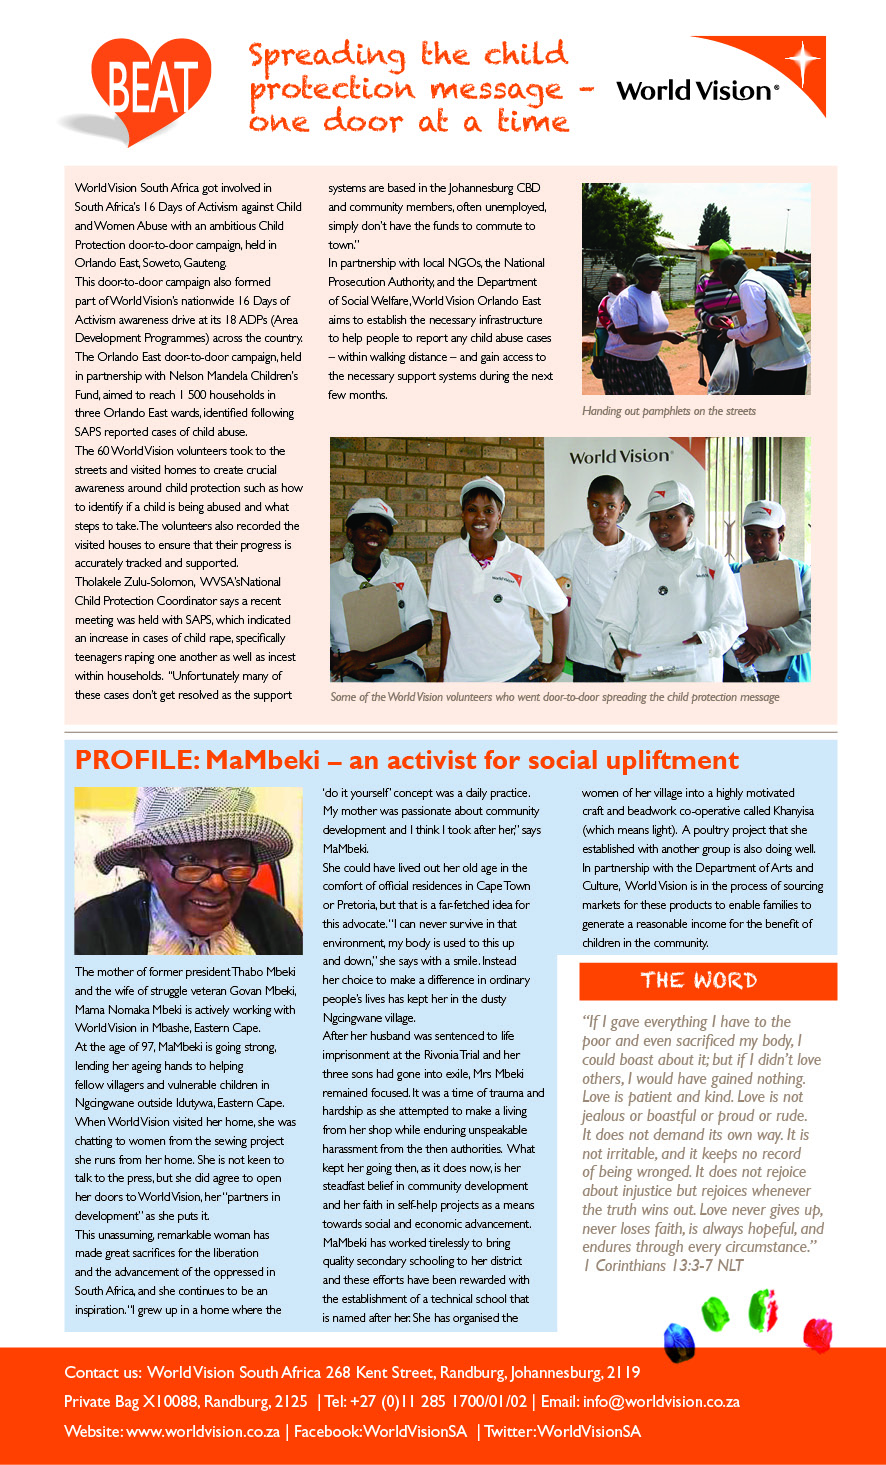 BEAT
Spreading the child
protection message –
one door at a time
World Vision®
World Vision South Africa got involved in
South Africa's 16 Days of Activism against Child
and Women Abuse with an ambitious Child
Protection door-to-door campaign, held in
Orlando East, Soweto, Gauteng.
This door-to-door campaign also formed
part of World Vision's nationwide 16 Days of
Activism awareness drive at its 18 ADPs (Area
Development Programmes) across the country.
The Orlando East door-to-door campaign, held
in partnership with Nelson Mandela Children's
Fund, aimed to reach 1 500 households in
three Orlando East wards, identified following
SAPS reported cases of child abuse.
The 60 World Vision volunteers took to the
streets and visited homes to create crucial
awareness around child protection such as how
to identify if a child is being abused and what
steps to take. The volunteers also recorded the
visited houses to ensure that their progress is
accurately tracked and supported.
Tholakele Zulu-Solomon, WVSA'sNational
Child Protection Coordinator says a recent
meeting was held with SAPS, which indicated
an increase in cases of child rape, specifically
teenagers raping one another as well as incest
within households. "Unfortunately many of
these cases don't get resolved as the support
systems are based in the Johannesburg CBD
and community members, often unemployed,
simply don't have the funds to commute to
town."
In partnership with local NGOs, the National
Prosecution Authority, and the Department
of Social Welfare, World Vision Orlando East
aims to establish the necessary infrastructure
to help people to report any child abuse cases
– within walking distance – and gain access to
the necessary support systems during the next
few months.
Handing out pamphlets on the streets
World Vision®
World Vision
Some of the World Vision volunteers who went door-to-door spreading the child protection message
PROFILE: MaMbeki – an activist for social upliftment
The mother of former president Thabo Mbeki
and the wife of struggle veteran Govan Mbeki,
Mama Nomaka Mbeki is actively working with
World Vision in Mbashe, Eastern Cape.
At the age of 97, MaMbeki is going strong,
lending her ageing hands to helping
fellow villagers and vulnerable children in
Ngcingwane outside Idutywa, Eastern Cape.
When World Vision visited her home, she was
chatting to women from the sewing project
she runs from her home. She is not keen to
talk to the press, but she did agree to open
her doors to World Vision, her "partners in
development" as she puts it.
This unassuming, remarkable woman has
made great sacrifices for the liberation
and the advancement of the oppressed in
South Africa, and she continues to be an
inspiration. "I grew up in a home where the
'do it yourself' concept was a daily practice.
My mother was passionate about community
development and I think I took after her," says
MaMbeki.
She could have lived out her old age in the
comfort of official residences in Cape Town
or Pretoria, but that is a far-fetched idea for
this advocate. "I can never survive in that
environment, my body is used to this up
and down," she says with a smile. Instead
her choice to make a difference in ordinary
people's lives has kept her in the dusty
Ngcingwane village.
After her husband was sentenced to life
imprisonment at the Rivonia Trial and her
three sons had gone into exile, Mrs Mbeki
remained focused. It was a time of trauma and
hardship as she attempted to make a living
from her shop while enduring unspeakable
harassment from the then authorities. What
kept her going then, as it does now, is her
steadfast belief in community development
and her faith in self-help projects as a means
towards social and economic advancement.
MaMbeki has worked tirelessly to bring
quality secondary schooling to her district
and these efforts have been rewarded with
the establishment of a technical school that
is named after her. She has organised the
women of her village into a highly motivated
craft and beadwork co-operative called Khanyisa
(which means light). A poultry project that she
established with another group is also doing well.
In partnership with the Department of Arts and
Culture, World Vision is in the process of sourcing
markets for these products to enable families to
generate a reasonable income for the benefit of
children in the community.
THE WORD
"If I gave everything I have to the
poor and even sacrificed my body, I
could boast about it; but if I didn't love
others, I would have gained nothing.
Love is patient and kind. Love is not
jealous or boastful or proud or rude.
It does not demand its own way. It is
not irritable, and it keeps no record
of being wronged. It does not rejoice
about injustice but rejoices whenever
the truth wins out. Love never gives up,
never loses faith, is always hopeful, and
endures through every circumstance."
1 Corinthians 13:3-7 NLT
Contact us: World Vision South Africa 268 Kent Street, Randburg, Johannesburg, 2119
Private Bag X10088, Randburg, 2125 | Tel: +27 (0)11 285 1700/01/02 | Email: info@worldvision.co.za
Website: www.worldvision.co.za | Facebook: WorldVisionSA | Twitter: WorldVisionSA